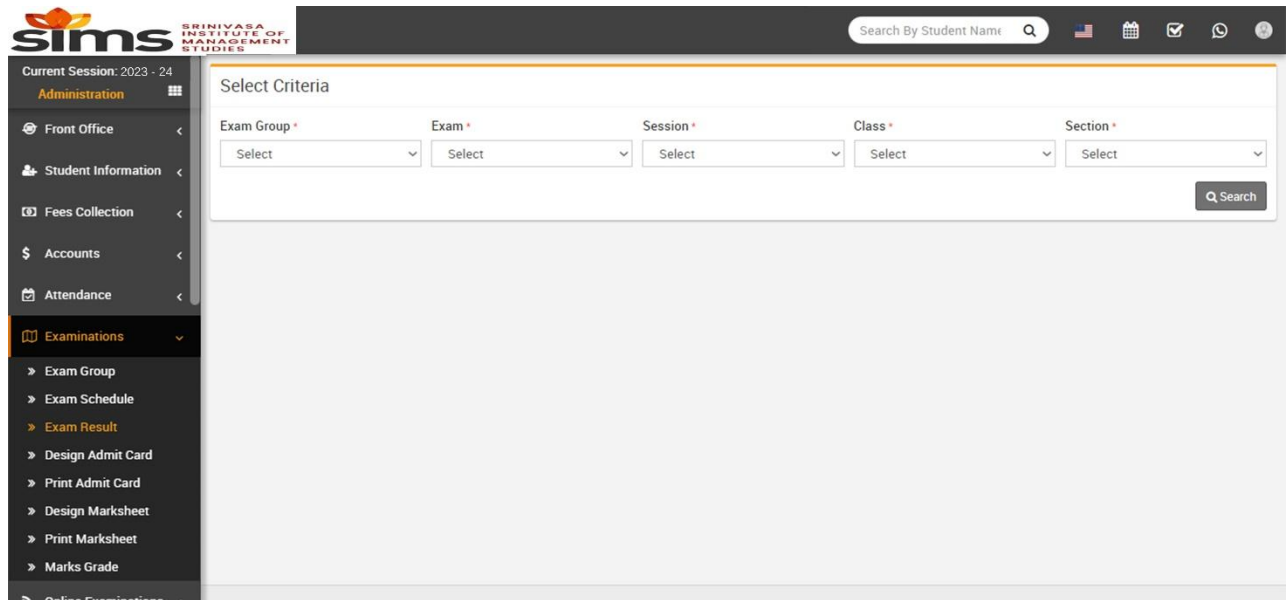 sims
SRINIVASA
INSTITUTE OF
MANAGEMENT
STUDIES
Search By Student Name
Current Session: 2023 - 24
Administration
Front Office
Student Information
Fees Collection
$ Accounts
Attendance
Examinations
» Exam Group
» Exam Schedule
» Exam Result
» Design Admit Card
» Print Admit Card
» Design Marksheet
» Print Marksheet
» Marks Grade
Online Examinations
Select Criteria
Exam Group * Exam * Session * Class * Section *
Select Select Select Select Select
Search